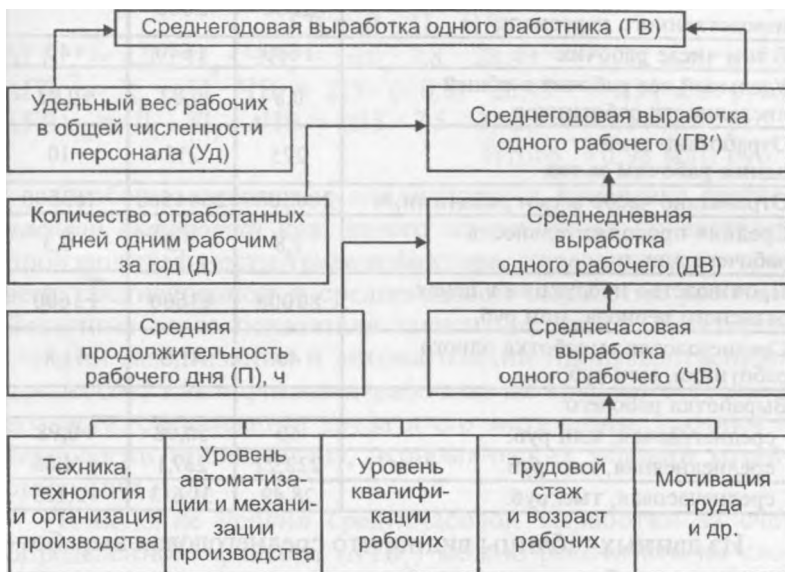 Среднегодовая выработка одного работника (ГВ)
Удельный вес рабочих
в общей численности
персонала (Уд)
Среднегодовая выработка
одного рабочего (ГВ′)
Количество отработанных
дней одним рабочим
за год (Д)
Среднедневная
выработка
одного рабочего (ДВ)
Средняя
продолжительность
рабочего дня (П), ч
Среднечасовая
выработка
одного рабочего (ЧВ)
Техника,
технология
и организация
производства
Уровень
автоматиза-
ции и механи-
зации
производства
Уровень
квалифи-
кации
рабочих
Трудовой
стаж
и возраст
рабочих
Мотивация
труда
и др.